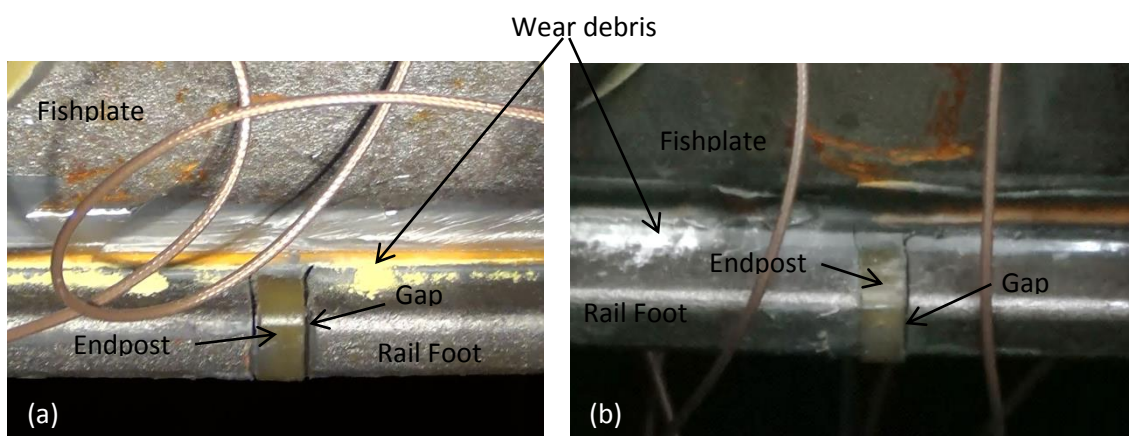 Wear debris
Fishplate
Gap
Endpost
Rail Foot
(a)
Fishplate
Endpost
Gap
Rail Foot
(b)